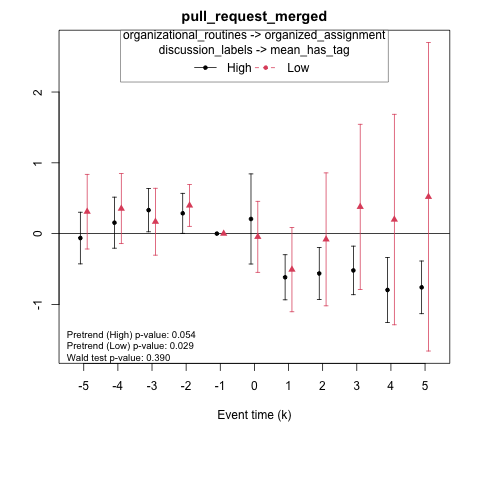 pull_request_merged
organizational_routines -> organized_assignment
discussion_labels -> mean_has_tag
High Low
2
1
0
-1
Pretrend (High) p-value: 0.054
Pretrend (Low) p-value: 0.029
Wald test p-value: 0.390
-5 -4 -3 -2 -1 0 1 2 3 4 5
Event time (k)